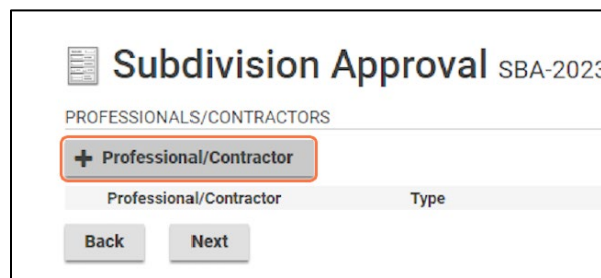 Subdivision Approval SBA-2023
PROFESSIONALS/CONTRACTORS
+ Professional/Contractor
Professional/Contractor Type
Back Next